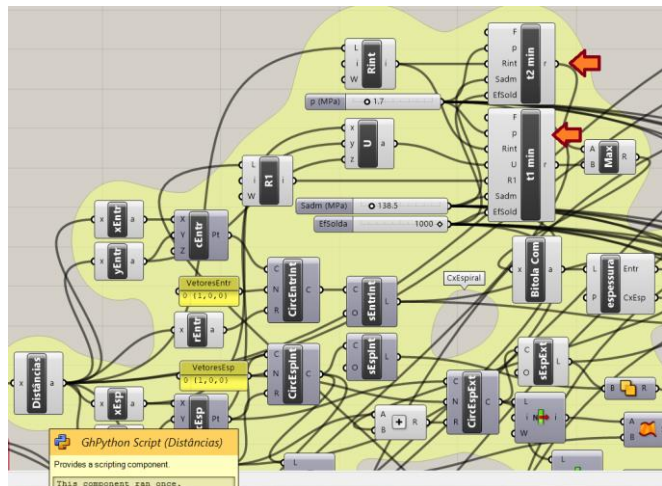 L
i
W
Rint
i
F
p
Rint
Sadm
EfSold
t2 min
r
p (MPa)
1.7
x
y
z
U
a
L
i
W
R1
i
F
p
Rint
U
R1
Sadm
EfSold
t1 min
r
A
B
Max
R
Sadm (MPa)
138.5
EfSolda
1000
x
xEntr
a
x
yEntr
a
X
Y
Z
cEntr
Pt
VetoresEntr
0 {1,0,0}
C
N
R
CircEntrInt
C
C
O
sEntrInt
L
CxEspiral
x
Bitola Com
a
L
P
espessura
Entr
CxEsp
x
rEntr
a
x
Distâncias
a
VetoresEsp
0 {1,0,0}
C
N
R
CircEspInt
C
C
O
sEspInt
L
C
O
sEspExt
L
B
R
x
xEsp
a
X
Y
cEsp
Pt
A
B
+
R
C
N
R
CircEspExt
C
L
i
W
N
i
A
B
L
L
GhPython Script (Distâncias)
Provides a scripting component.
This component ran once.